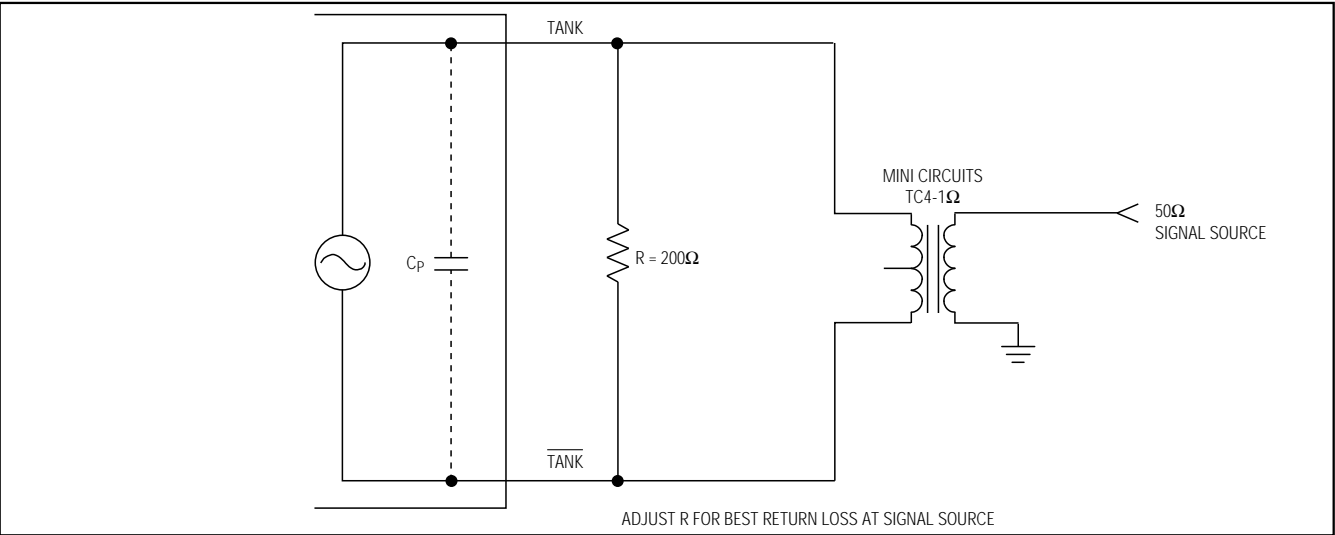 TANK
MINI CIRCUITS
TC4-1Ω
50Ω
SIGNAL SOURCE
CP
R = 200Ω
TANK
ADJUST R FOR BEST RETURN LOSS AT SIGNAL SOURCE